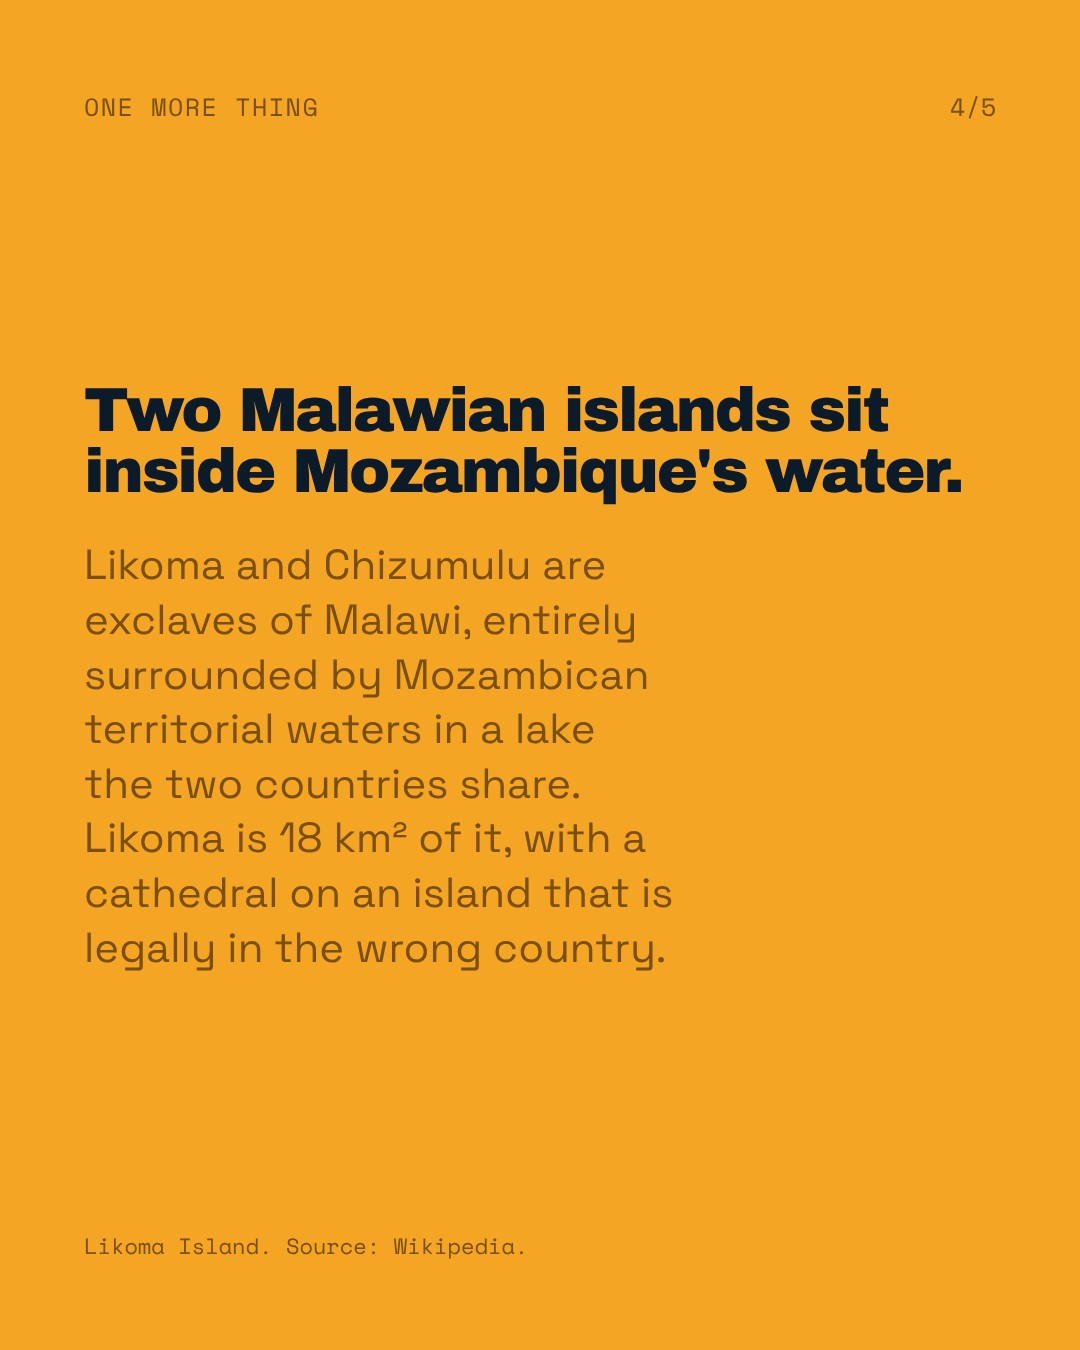 ONE MORE THING
4/5
Two Malawian islands sit
inside Mozambique's water.
Likoma and Chizumulu are
exclaves of Malawi, entirely
surrounded by Mozambican
territorial waters in a lake
the two countries share.
Likoma is 18 km² of it, with a
cathedral on an island that is
legally in the wrong country.
Likoma Island. Source: Wikipedia.